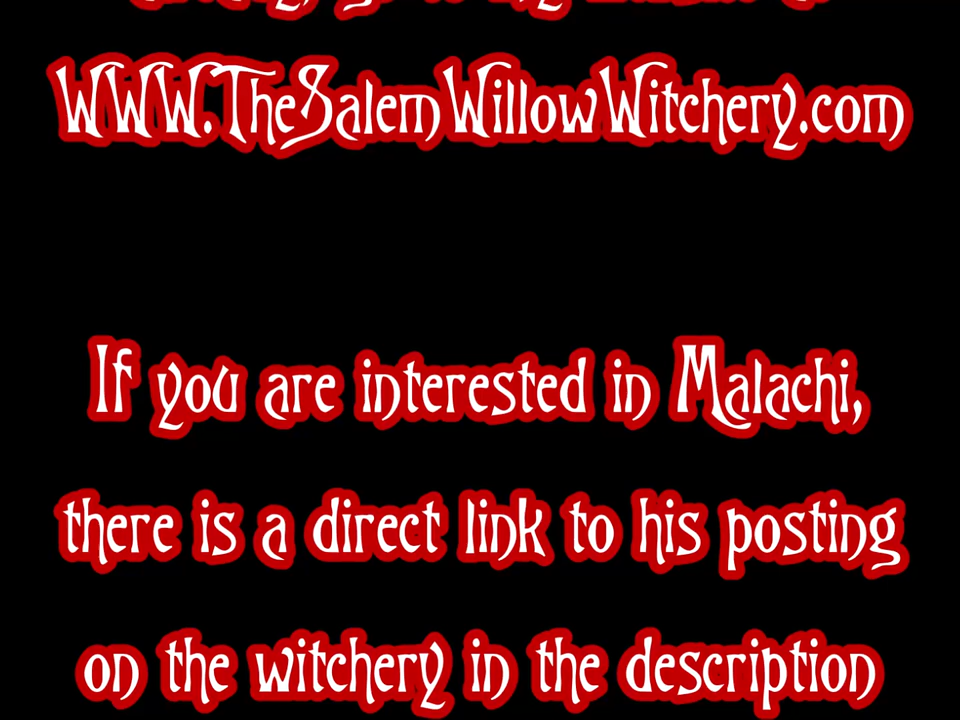 WWW.TheSalemWillowWitchery.com
If you are interested in Malachi,
there is a direct link to his posting
on the witchery in the description